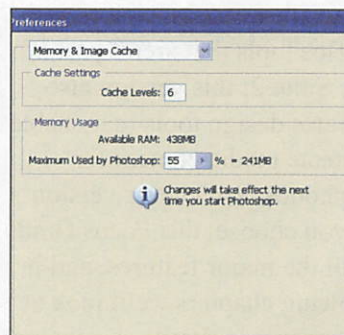 Preferences
Memory & Image Cache
Cache Settings
Cache Levels: 6
Memory Usage
Available RAM: 438MB
Maximum Used by Photoshop: 55 % = 241MB
Changes will take effect the next
time you start Photoshop.